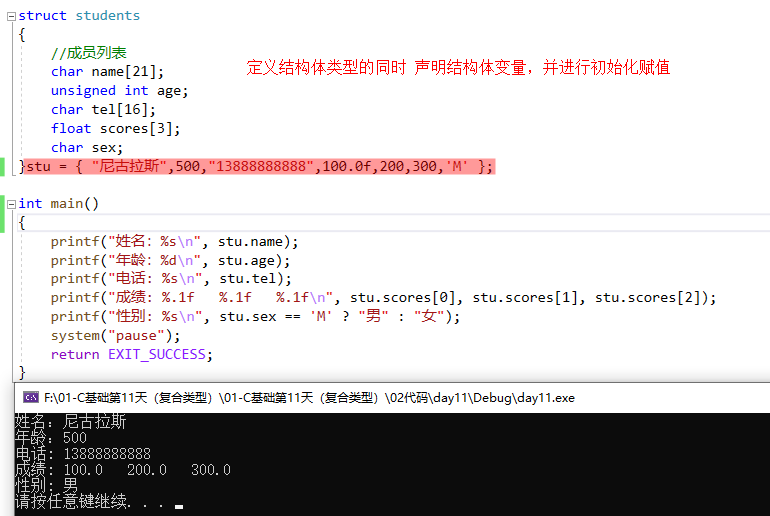 struct students
{
//成员列表
char name[21];
定义结构体类型的同时 声明结构体变量，并进行初始化赋值
unsigned int age;
char tel[16];
float scores[3];
char sex;
}stu = { "尼古拉斯",500,"13888888888",100.0f,200,300,'M' };
int main()
{
printf("姓名: %s\n", stu.name);
printf("年龄: %d\n", stu.age);
printf("电话: %s\n", stu.tel);
printf("成绩: %.1f   %.1f   %.1f\n", stu.scores[0], stu.scores[1], stu.scores[2]);
printf("性别: %s\n", stu.sex == 'M' ? "男" : "女");
system("pause");
return EXIT_SUCCESS;
}
F:\01-C基础第11天（复合类型）\01-C基础第11天（复合类型）\02代码\day11\Debug\day11.exe
姓名: 尼古拉斯
年龄: 500
电话: 13888888888
成绩: 100.0   200.0   300.0
性别: 男
请按任意键继续. . .